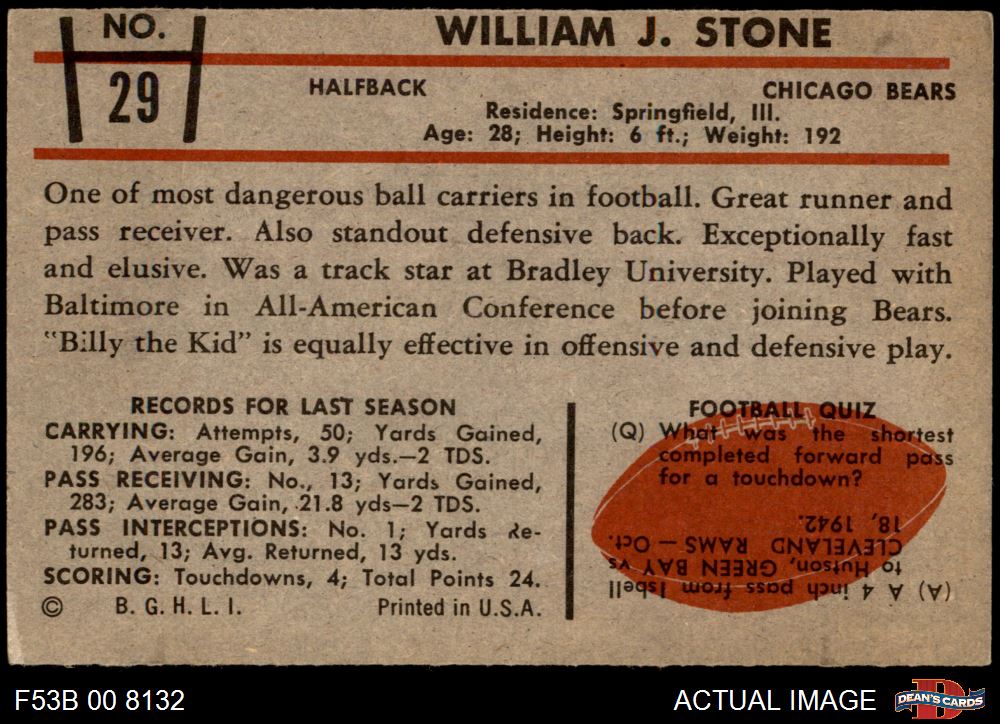 NO.
29
WILLIAM J. STONE
HALFBACK
CHICAGO BEARS
Residence: Springfield, Ill.
Age: 28; Height: 6 ft.; Weight: 192
One of most dangerous ball carriers in football. Great runner and
pass receiver. Also standout defensive back. Exceptionally fast
and elusive. Was a track star at Bradley University. Played with
Baltimore in All-American Conference before joining Bears.
"Billy the Kid" is equally effective in offensive and defensive play.
RECORDS FOR LAST SEASON
CARRYING: Attempts, 50; Yards Gained,
196; Average Gain, 3.9 yds.—2 TDS.
PASS RECEIVING: No., 13; Yards Gained,
283; Average Gain, 21.8 yds—2 TDS.
PASS INTERCEPTIONS: No. 1; Yards Re-
turned, 13; Avg. Returned, 13 yds.
SCORING: Touchdowns, 4; Total Points 24.
© B. G. H. L. I. Printed in U.S.A.
FOOTBALL QUIZ
(Q) What was the shortest
completed forward pass
for a touchdown?
(A) A 4 inch pass from Isbell
to Hutson, GREEN BAY vs
CLEVELAND RAMS — Oct.
18, 1942.
F53B 00 8132
ACTUAL IMAGE
DEAN'S CARDS